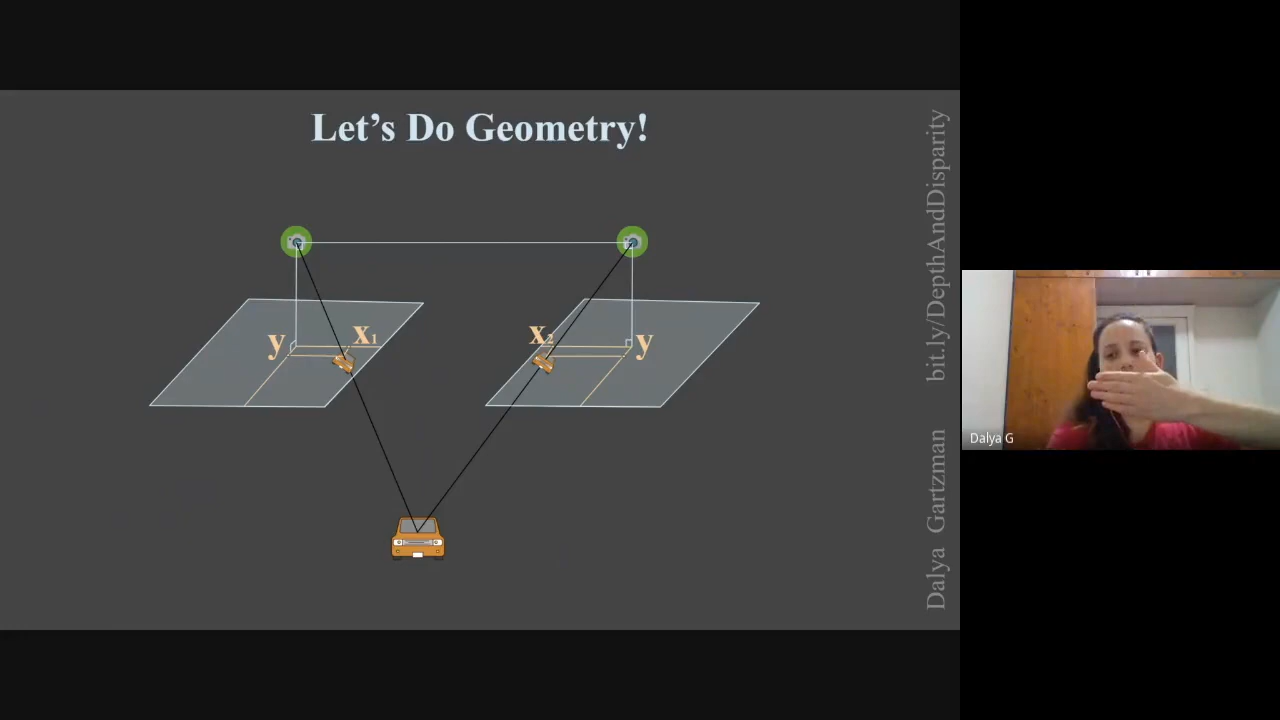 Let's Do Geometry!
y
x1
x2
y
bit.ly/DepthAndDisparity
Dalya Gartzman
Dalya G